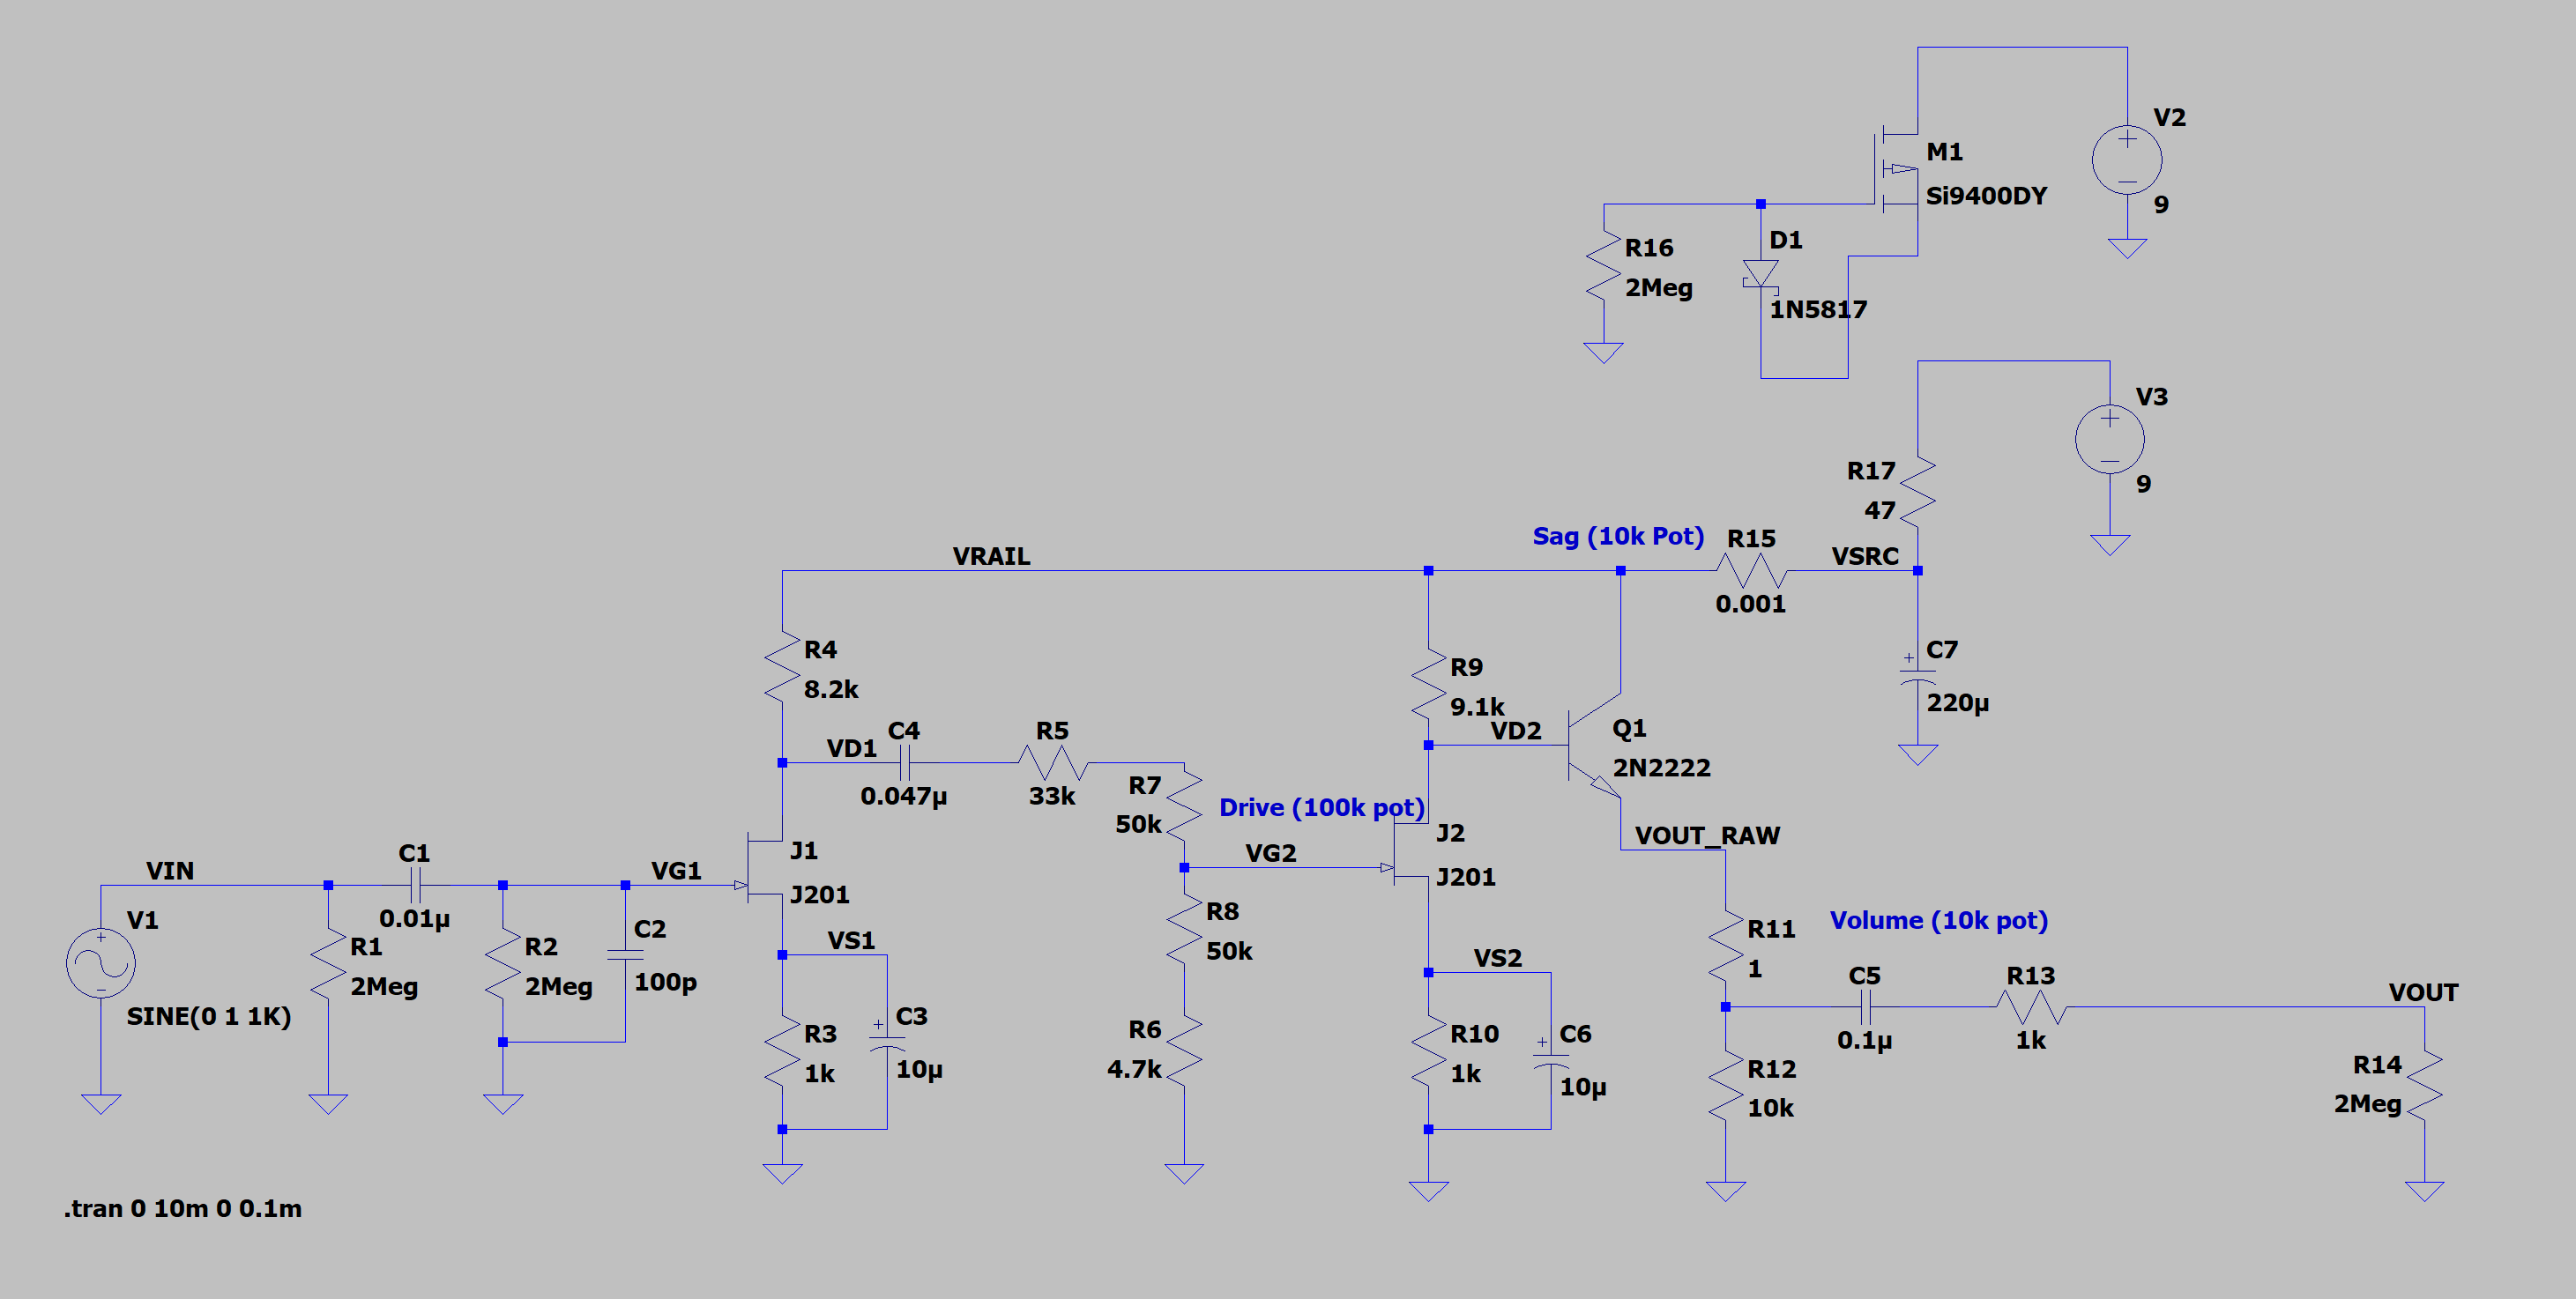 V2
9
M1
Si9400DY
R16
2Meg
D1
1N5817
V3
9
R17
47
Sag (10k Pot)
R15
0.001
VSRC
VRAIL
C7
220µ
R4
8.2k
R9
9.1k
VD1
C4
0.047µ
R5
33k
VD2
Q1
2N2222
R7
50k
Drive (100k pot)
VOUT_RAW
VIN
C1
0.01µ
VG1
J1
J201
VG2
J2
J201
V1
SINE(0 1 1K)
R1
2Meg
R2
2Meg
C2
100p
VS1
R3
1k
C3
10µ
R8
50k
R6
4.7k
VS2
R10
1k
C6
10µ
R11
1
Volume (10k pot)
C5
0.1µ
R13
1k
VOUT
R12
10k
R14
2Meg
.tran 0 10m 0 0.1m